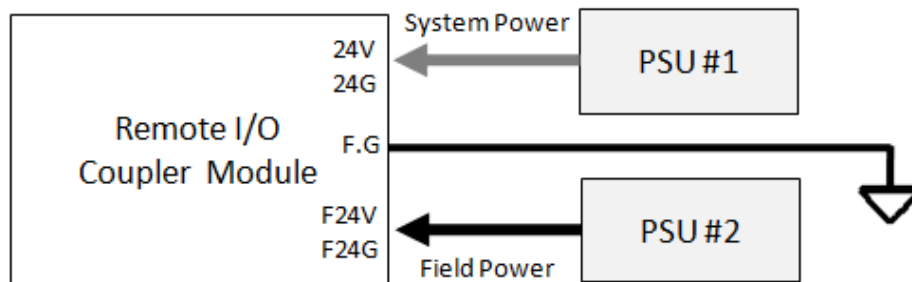 System Power
24V
24G
PSU #1
Remote I/O
Coupler Module
F.G
F24V
F24G
PSU #2
Field Power